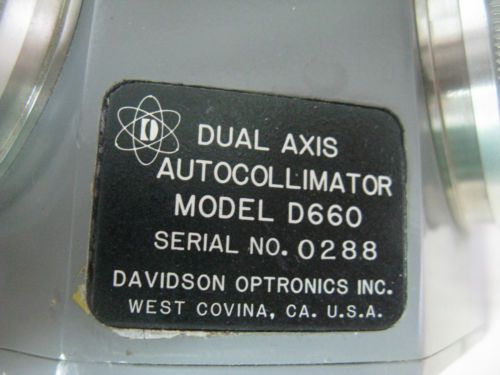 D
DUAL AXIS
AUTOCOLLIMATOR
MODEL D660
SERIAL NO. 0288
DAVIDSON OPTRONICS INC.
WEST COVINA, CA. U.S.A.